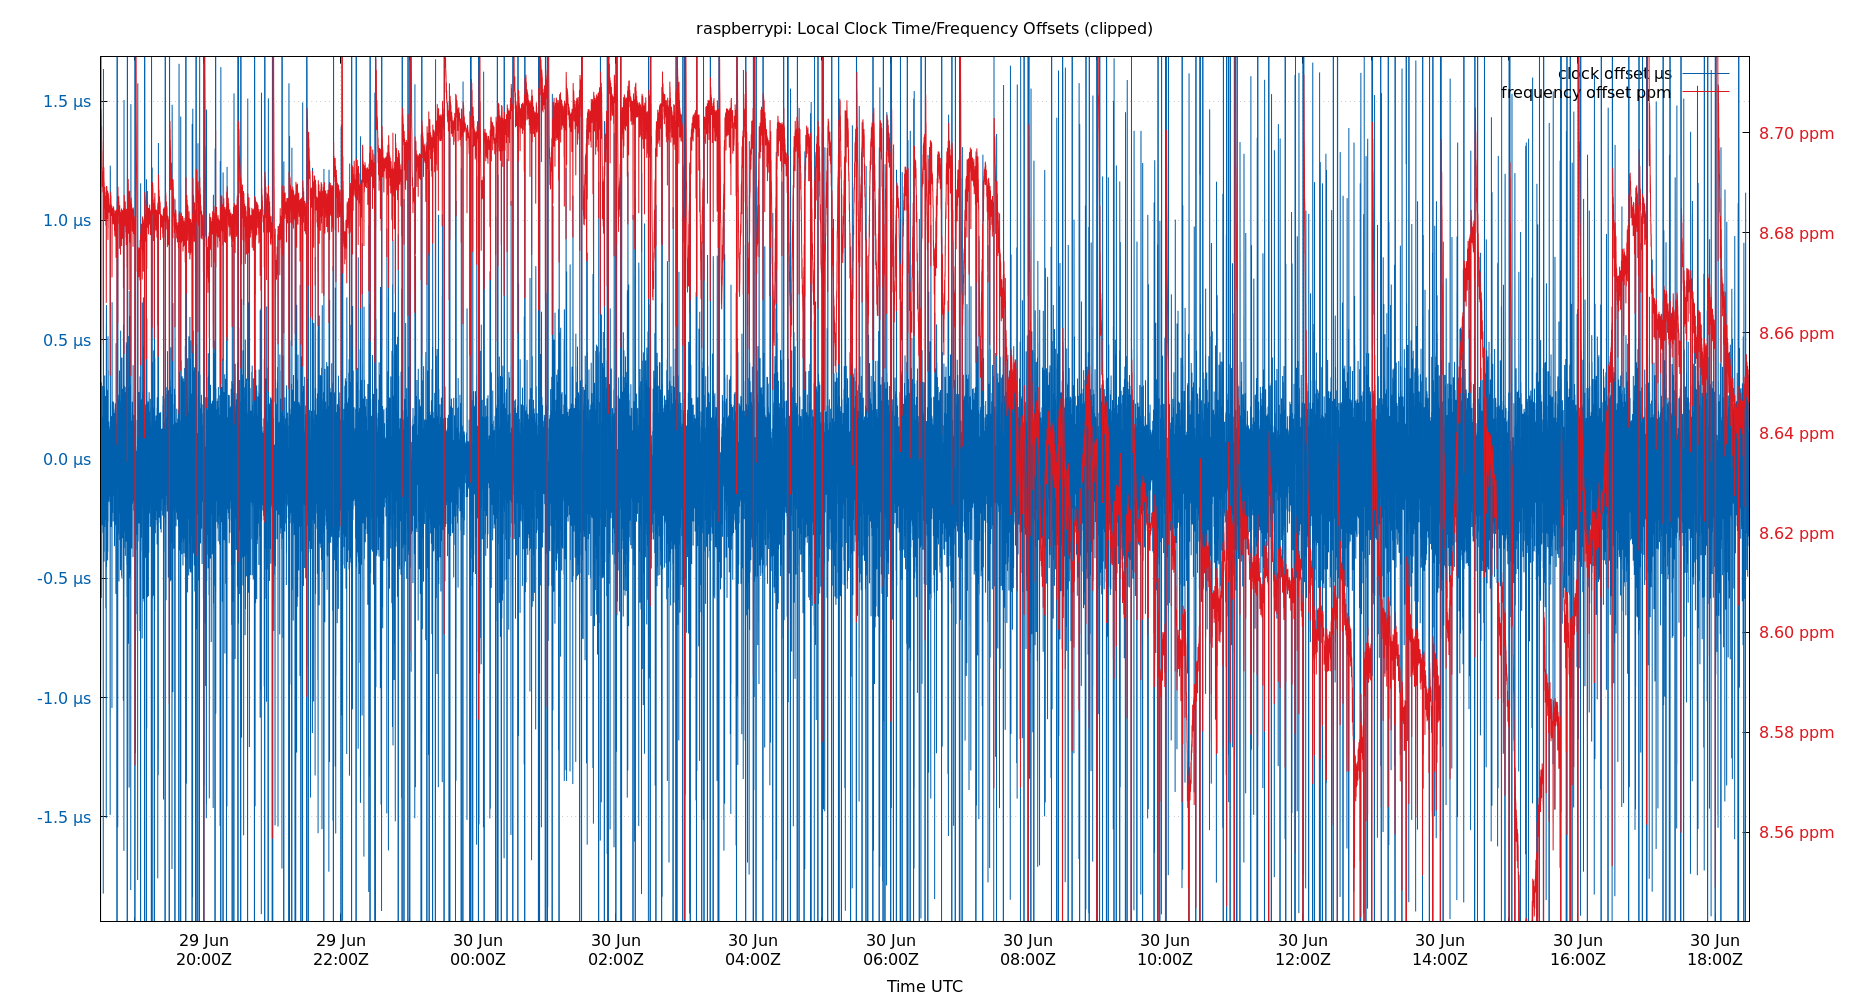 raspberrypi: Local Clock Time/Frequency Offsets (clipped)
clock offset µs
frequency offset ppm
1.5 µs
1.0 µs
0.5 µs
0.0 µs
-0.5 µs
-1.0 µs
-1.5 µs
8.70 ppm
8.68 ppm
8.66 ppm
8.64 ppm
8.62 ppm
8.60 ppm
8.58 ppm
8.56 ppm
29 Jun 29 Jun 30 Jun 30 Jun 30 Jun 30 Jun 30 Jun 30 Jun 30 Jun 30 Jun 30 Jun 30 Jun
20:00Z 22:00Z 00:00Z 02:00Z 04:00Z 06:00Z 08:00Z 10:00Z 12:00Z 14:00Z 16:00Z 18:00Z
Time UTC